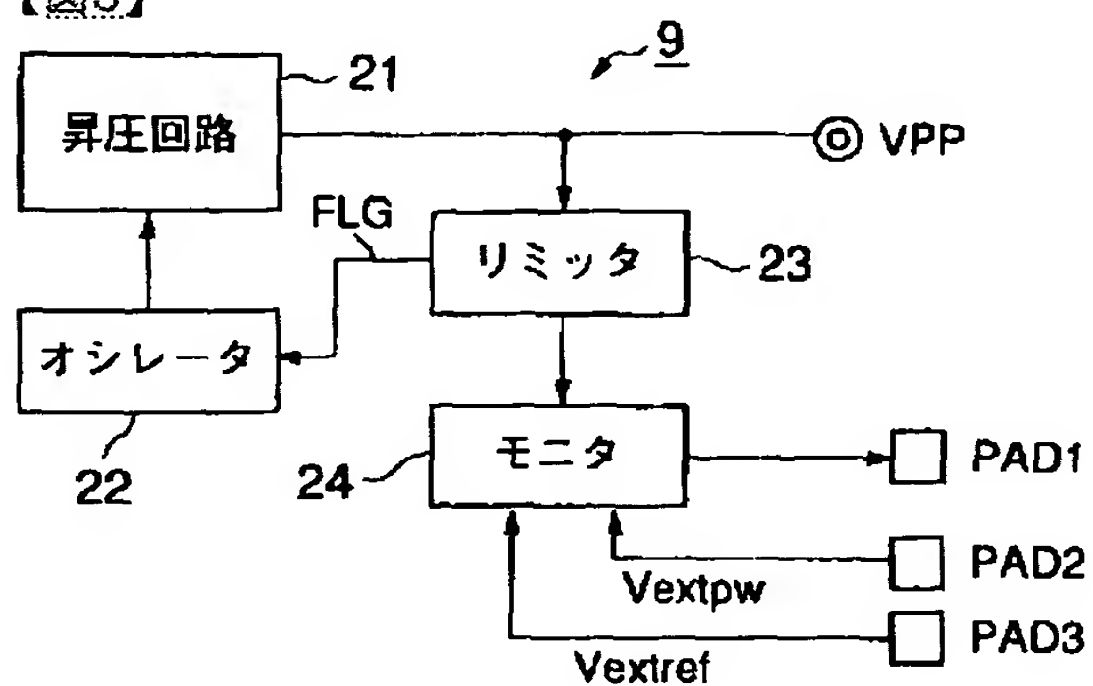 9
21
昇圧回路
VPP
FLG
リミッタ
23
オシレータ
22
モニタ
24
PAD1
PAD2
Vextpw
PAD3
Vextref